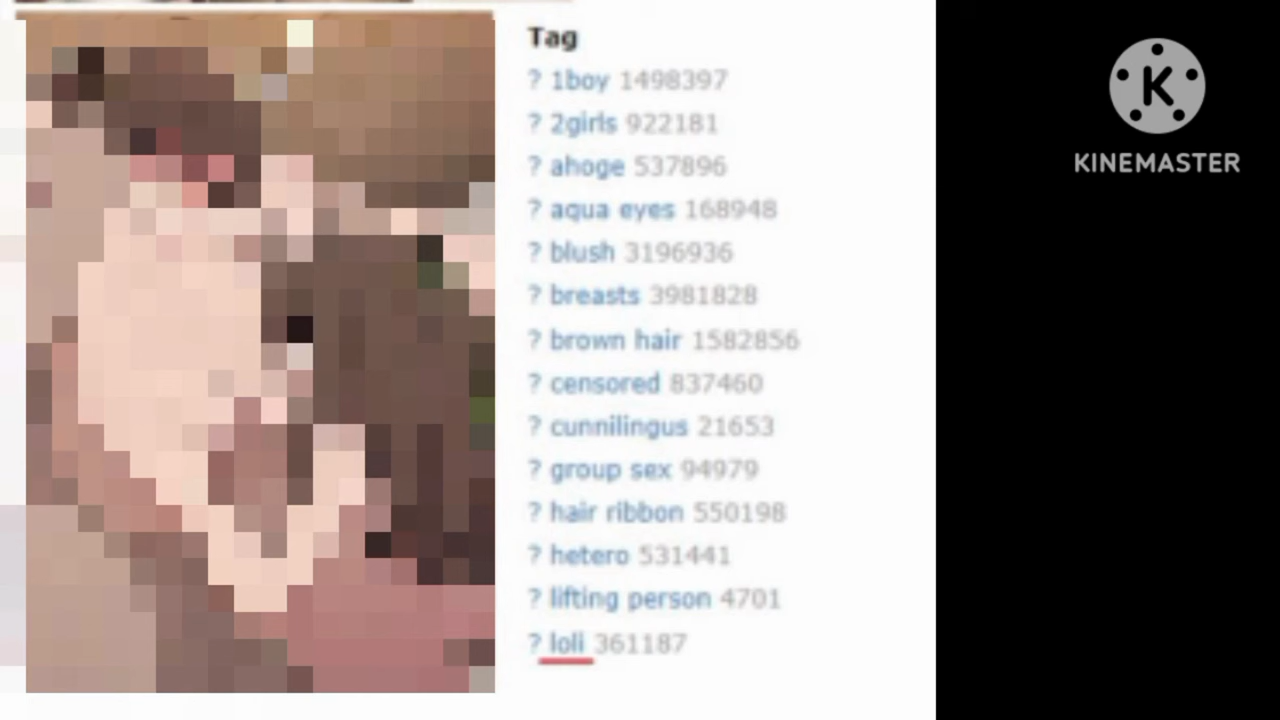 Tag
? 1boy 1498397
? 2girls 922181
? ahoge 537896
? aqua eyes 168948
? blush 3196936
? breasts 3981828
? brown hair 1582856
? censored 837460
? cunnilingus 21653
? group sex 94979
? hair ribbon 550198
? hetero 531441
? lifting person 4701
? loli 361187
K
KINEMASTER